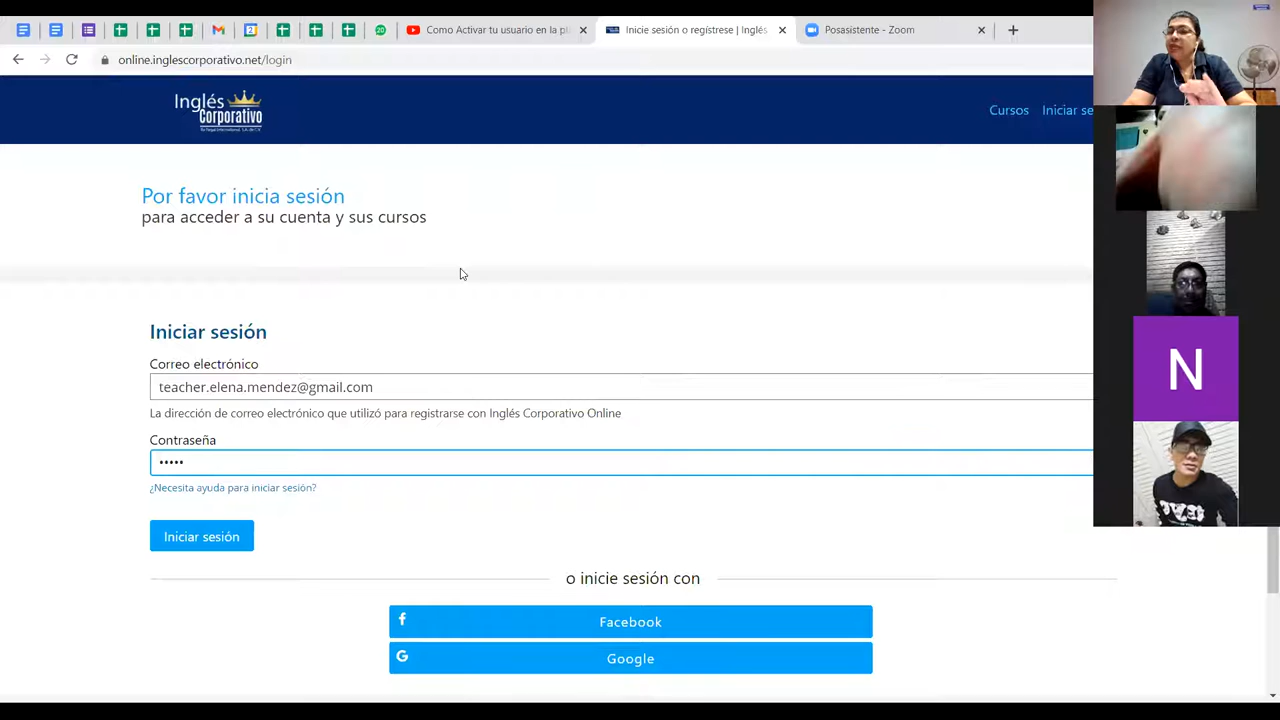 Como Activar tu usuario en la pl
Inicie sesión o regístrese | Inglés
Posasistente - Zoom
online.inglescorporativo.net/login
Inglés
Corporativo
Cursos
Iniciar se
Por favor inicia sesión
para acceder a su cuenta y sus cursos
Iniciar sesión
Correo electrónico
teacher.elena.mendez@gmail.com
La dirección de correo electrónico que utilizó para registrarse con Inglés Corporativo Online
Contraseña
•••••
¿Necesita ayuda para iniciar sesión?
Iniciar sesión
o inicie sesión con
Facebook
Google
N